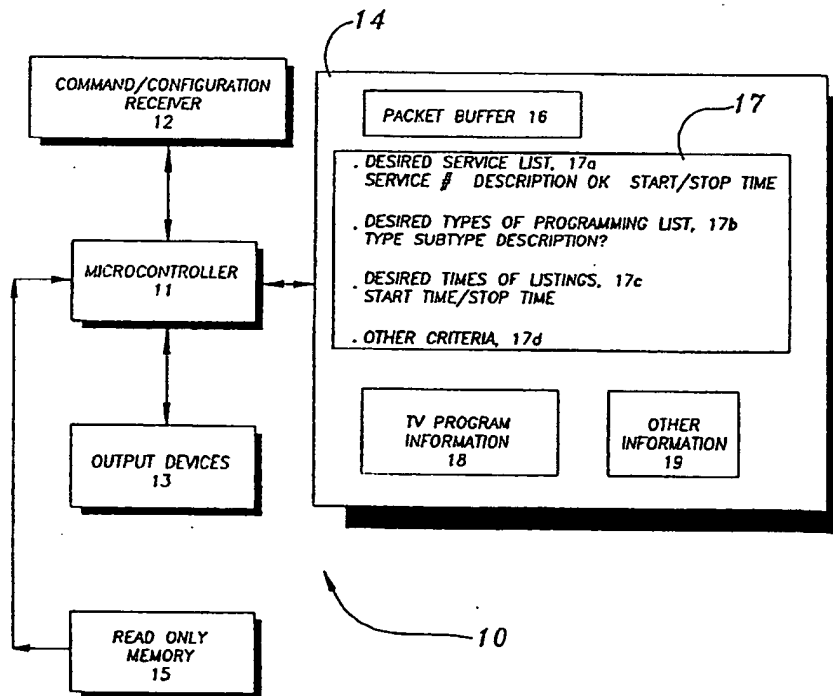 14
COMMAND/CONFIGURATION
RECEIVER
12
PACKET BUFFER 16
17
. DESIRED SERVICE LIST, 17a
SERVICE # DESCRIPTION OK START/STOP TIME
. DESIRED TYPES OF PROGRAMMING LIST, 17b
TYPE SUBTYPE DESCRIPTION?
. DESIRED TIMES OF LISTINGS, 17c
START TIME/STOP TIME
. OTHER CRITERIA, 17d
MICROCONTROLLER
11
TV PROGRAM
INFORMATION
18
OTHER
INFORMATION
19
OUTPUT DEVICES
13
READ ONLY
MEMORY
15
10